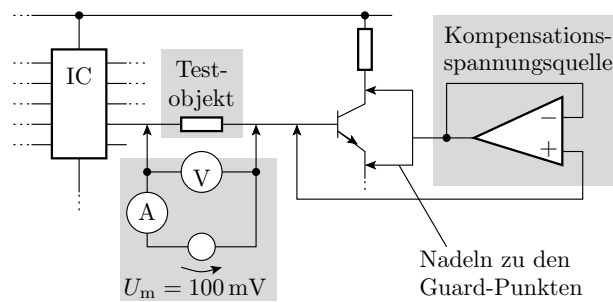 IC
Test-
objekt
Kompensations-
spannungsquelle
−
+
V
A
U_m = 100 mV
Nadeln zu den
Guard-Punkten